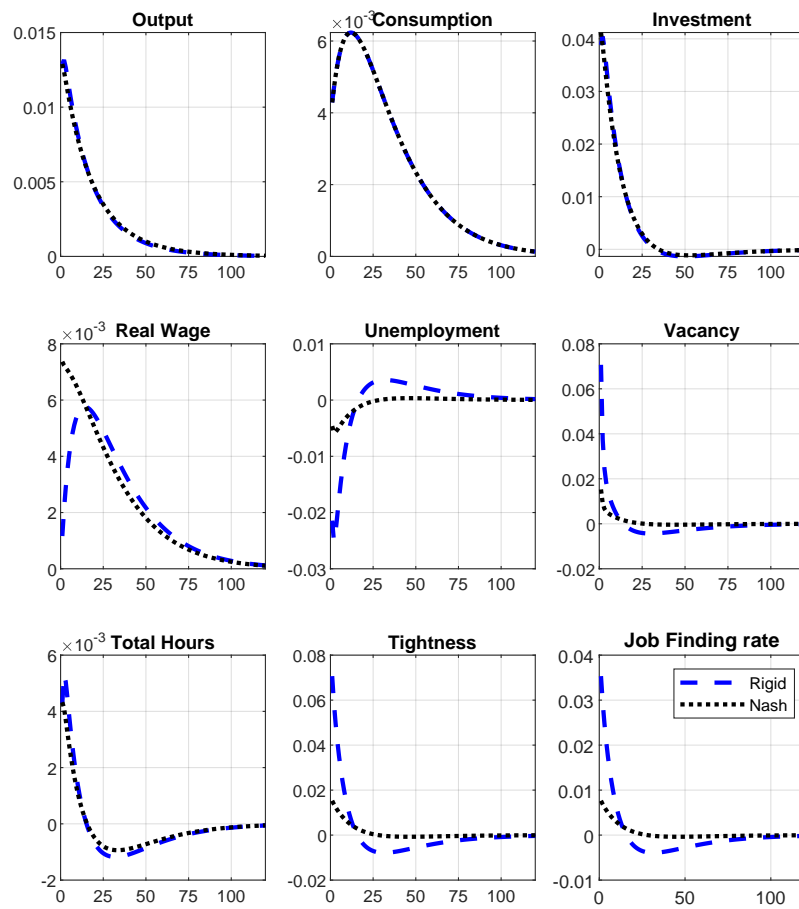 Output
0.015
0.01
0.005
0
0 25 50 75 100
Consumption
×10⁻³
6
4
2
0
0 25 50 75 100
Investment
0.04
0.03
0.02
0.01
0
0 25 50 75 100
Real Wage
×10⁻³
8
6
4
2
0
0 25 50 75 100
Unemployment
0.01
0
-0.01
-0.02
-0.03
0 25 50 75 100
Vacancy
0.08
0.06
0.04
0.02
0
-0.02
0 25 50 75 100
Total Hours
×10⁻³
6
4
2
0
-2
0 25 50 75 100
Tightness
0.08
0.06
0.04
0.02
0
-0.02
0 25 50 75 100
Job Finding rate
0.04
0.03
0.02
0.01
0
-0.01
0 25 50 75 100
Rigid
Nash